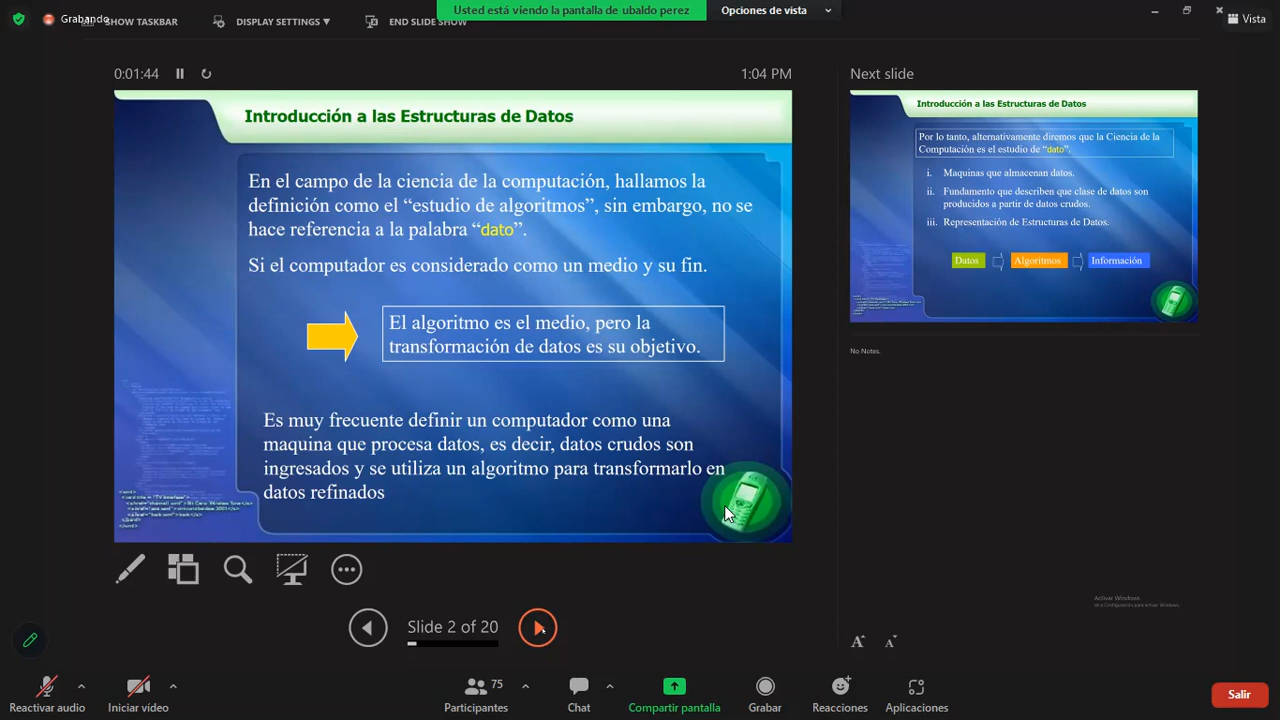 Grabando
SHOW TASKBAR
DISPLAY SETTINGS ▼
END SLIDE SHOW
Usted está viendo la pantalla de ubaldo perez
Opciones de vista
Vista
0:01:44
1:04 PM
Next slide
Introducción a las Estructuras de Datos
En el campo de la ciencia de la computación, hallamos la
definición como el “estudio de algoritmos”, sin embargo, no se
hace referencia a la palabra “dato”.
Si el computador es considerado como un medio y su fin.
El algoritmo es el medio, pero la
transformación de datos es su objetivo.
Es muy frecuente definir un computador como una
maquina que procesa datos, es decir, datos crudos son
ingresados y se utiliza un algoritmo para transformarlo en
datos refinados
Introducción a las Estructuras de Datos
Por lo tanto, alternativamente diremos que la Ciencia de la
Computación es el estudio de “dato”.
i. Maquinas que almacenan datos.
ii. Fundamento que describen que clase de datos son
producidos a partir de datos crudos.
iii. Representación de Estructuras de Datos.
Datos
Algoritmos
Información
No Notes.
Activar Windows
Slide 2 of 20
Reactivar audio
Iniciar vídeo
75
Participantes
Chat
Compartir pantalla
Grabar
Reacciones
Aplicaciones
Salir